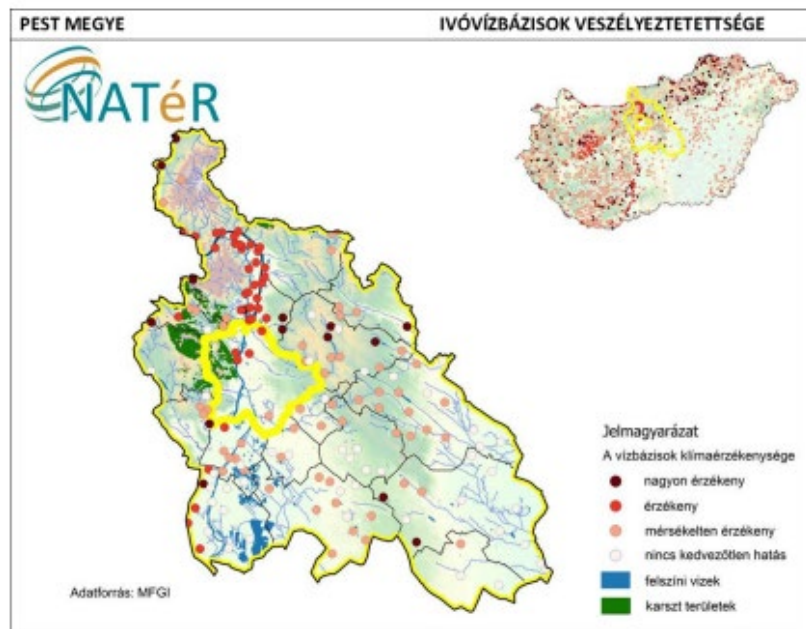 PEST MEGYE
IVÓVÍZBÁZISOK VESZÉLYEZTETETTSÉGE
NATéR
Jelmagyarázat
A vízbázisok klímaérzékenysége
nagyon érzékeny
érzékeny
mérsékelten érzékeny
nincs kedvezőtlen hatás
felszíni vizek
karszt területek
Adatforrás: MFGI